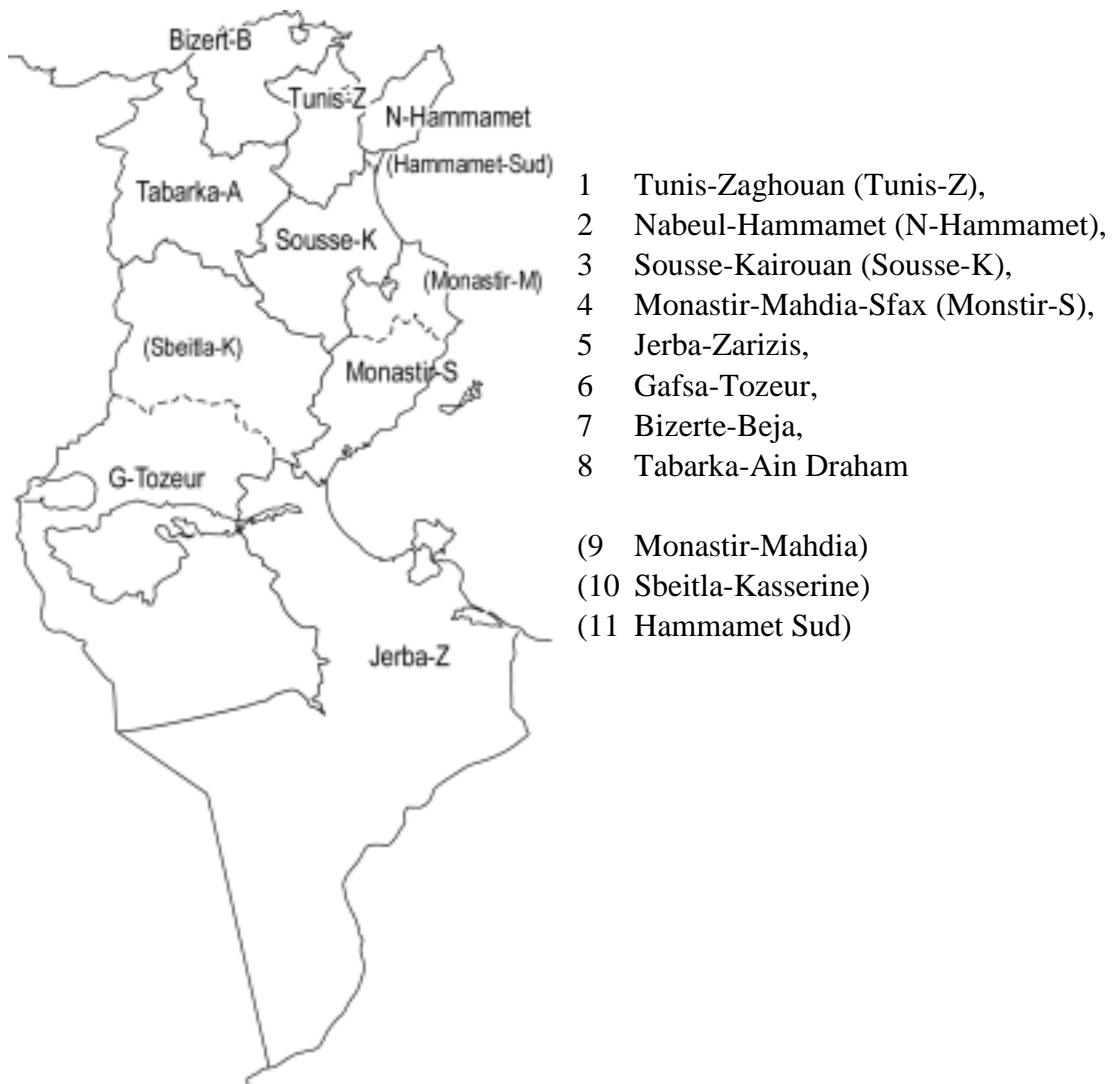 Bizert-B
Tunis-Z
N-Hammamet
(Hammamet-Sud)
Tabarka-A
Sousse-K
(Monastir-M)
(Sbeitla-K)
Monastir-S
G-Tozeur
Jerba-Z
1 Tunis-Zaghouan (Tunis-Z),
2 Nabeul-Hammamet (N-Hammamet),
3 Sousse-Kairouan (Sousse-K),
4 Monastir-Mahdia-Sfax (Monstir-S),
5 Jerba-Zarizis,
6 Gafsa-Tozeur,
7 Bizerte-Beja,
8 Tabarka-Ain Draham
(9 Monastir-Mahdia)
(10 Sbeitla-Kasserine)
(11 Hammamet Sud)